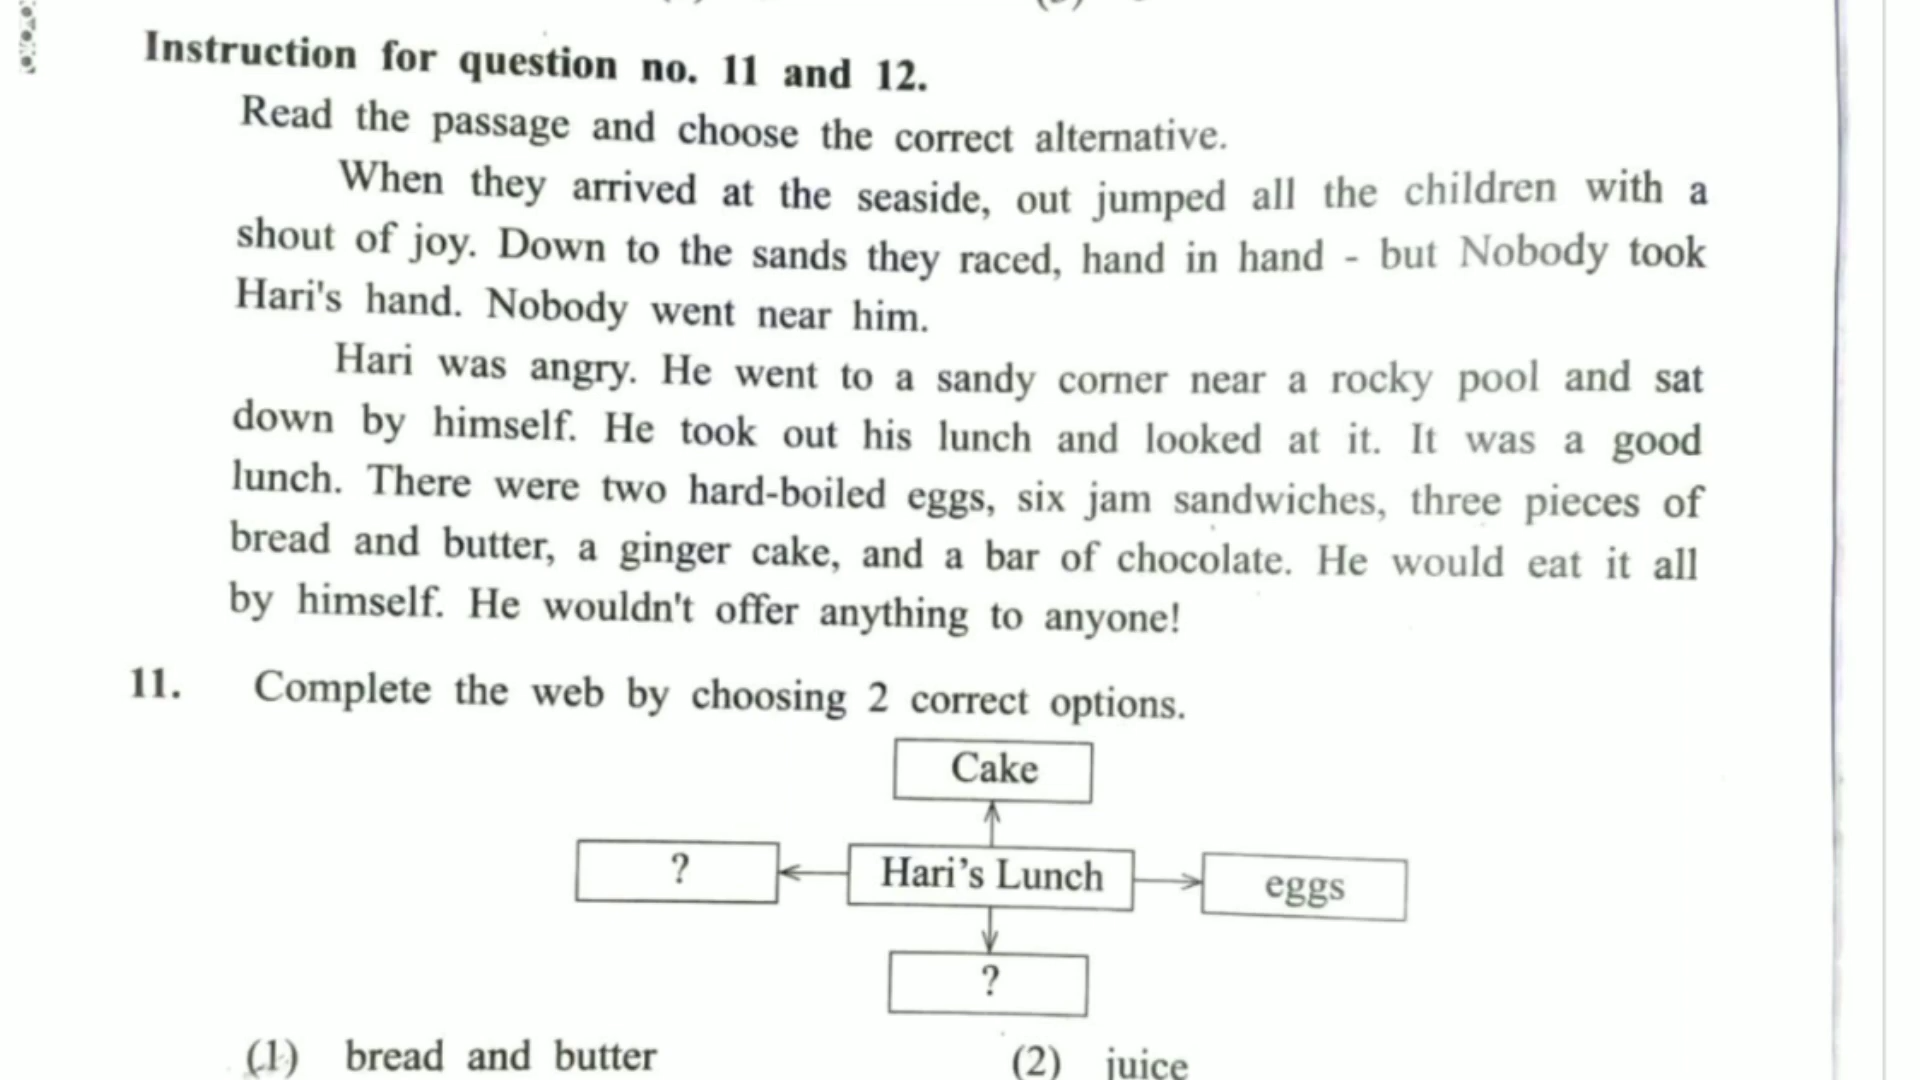 Instruction for question no. 11 and 12.
Read the passage and choose the correct alternative.
When they arrived at the seaside, out jumped all the children with a
shout of joy. Down to the sands they raced, hand in hand - but Nobody took
Hari's hand. Nobody went near him.
Hari was angry. He went to a sandy corner near a rocky pool and sat
down by himself. He took out his lunch and looked at it. It was a good
lunch. There were two hard-boiled eggs, six jam sandwiches, three pieces of
bread and butter, a ginger cake, and a bar of chocolate. He would eat it all
by himself. He wouldn't offer anything to anyone!
11. Complete the web by choosing 2 correct options.
Cake
? Hari’s Lunch eggs
?
(1) bread and butter (2) juice